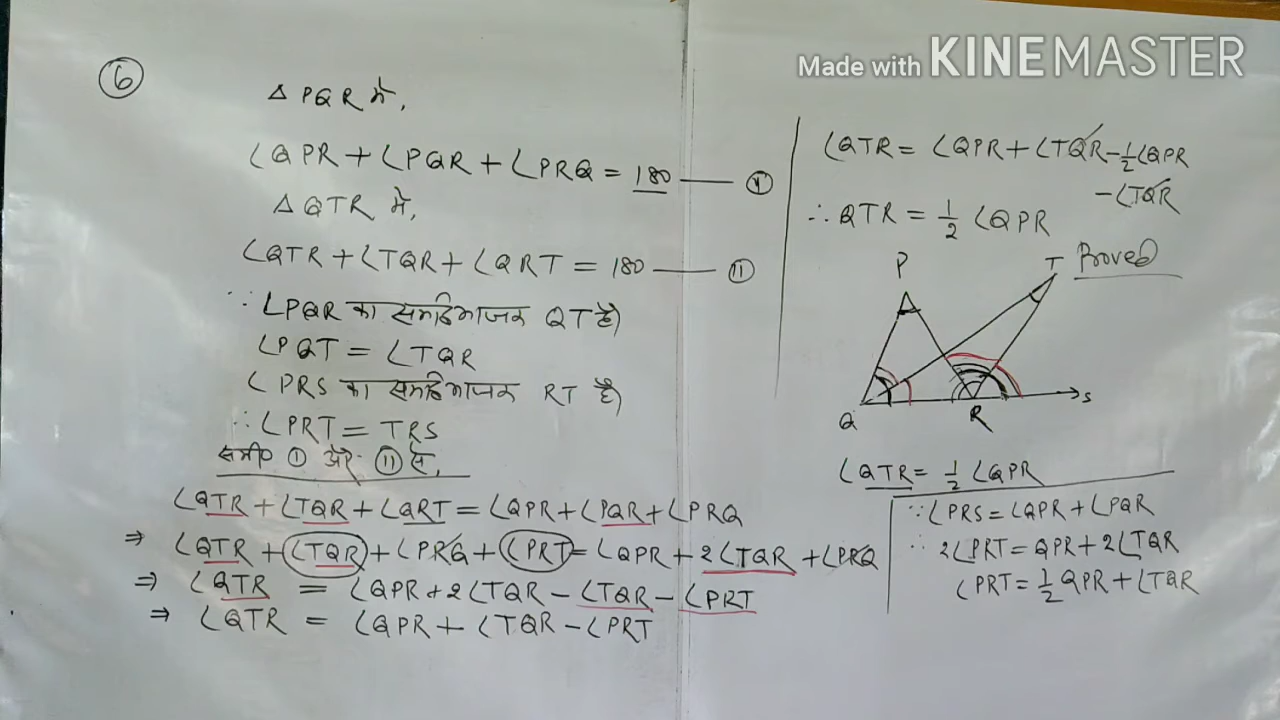 Made with KINEMASTER
6
Δ PQR में,
∠QPR + ∠PQR + ∠PRQ = 180 —— (I)
Δ QTR में,
∠QTR + ∠TQR + ∠QRT = 180 —— (II)
∵ ∠PQR का समद्विभाजक QT है)
∠PQT = ∠TQR
∠PRS का समद्विभाजक RT है)
∴ ∠PRT = TRS
समी० (I) और (II) से,
∠QTR + ∠TQR + ∠QRT = ∠QPR + ∠PQR + ∠PRQ
⇒ ∠QTR + ∠TQR + ∠PRQ + ∠PRT = ∠QPR + 2∠TQR + ∠PRQ
⇒ ∠QTR = ∠QPR + 2∠TQR - ∠TQR - ∠PRT
⇒ ∠QTR = ∠QPR + ∠TQR - ∠PRT
∠QTR = ∠QPR + ∠TQR - 1/2 ∠QPR
- ∠TQR
∴ QTR = 1/2 ∠QPR
Proved
P
T
Q
R
S
∠QTR = 1/2 ∠QPR
∵ ∠PRS = ∠QPR + ∠PQR
∴ 2∠PRT = QPR + 2∠TQR
∠PRT = 1/2 QPR + ∠TQR